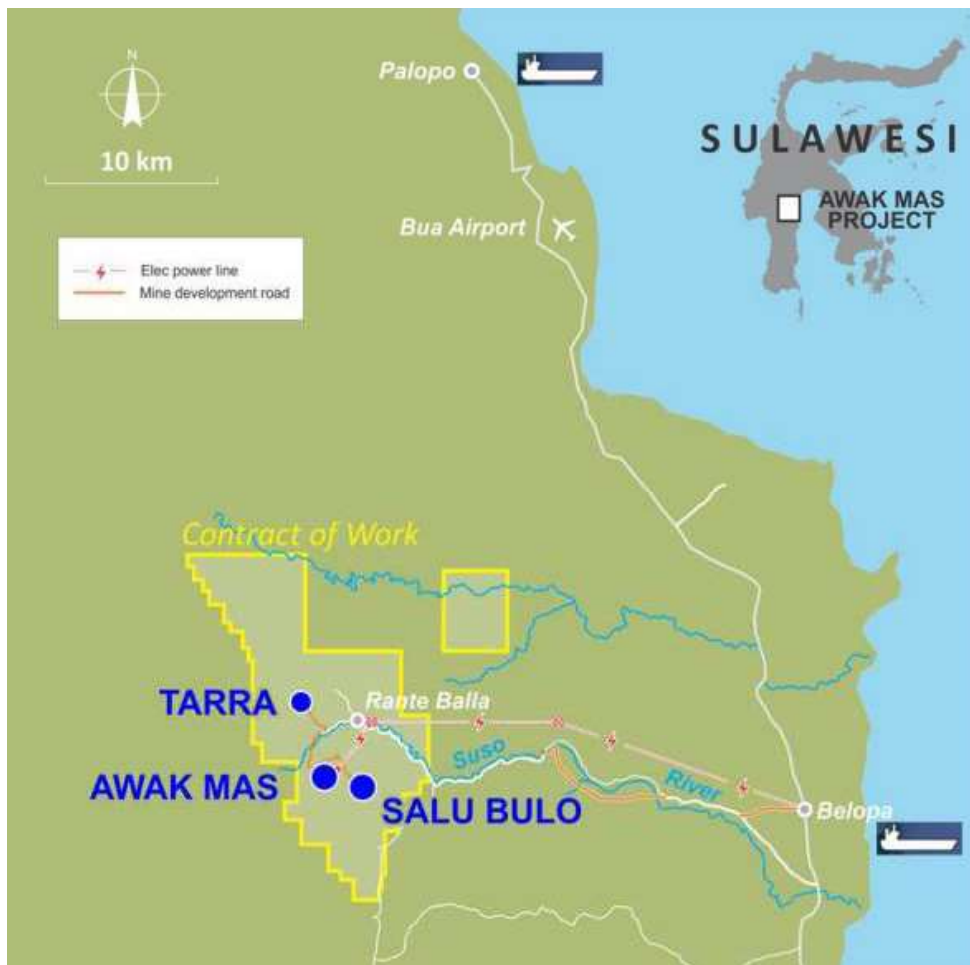 Palopo
N
10 km
SULAWESI
AWAK MAS
PROJECT
Bua Airport
Elec power line
Mine development road
Contract of Work
TARRA
Rante Balla
Suso
River
AWAK MAS
SALU BULO
Belopa